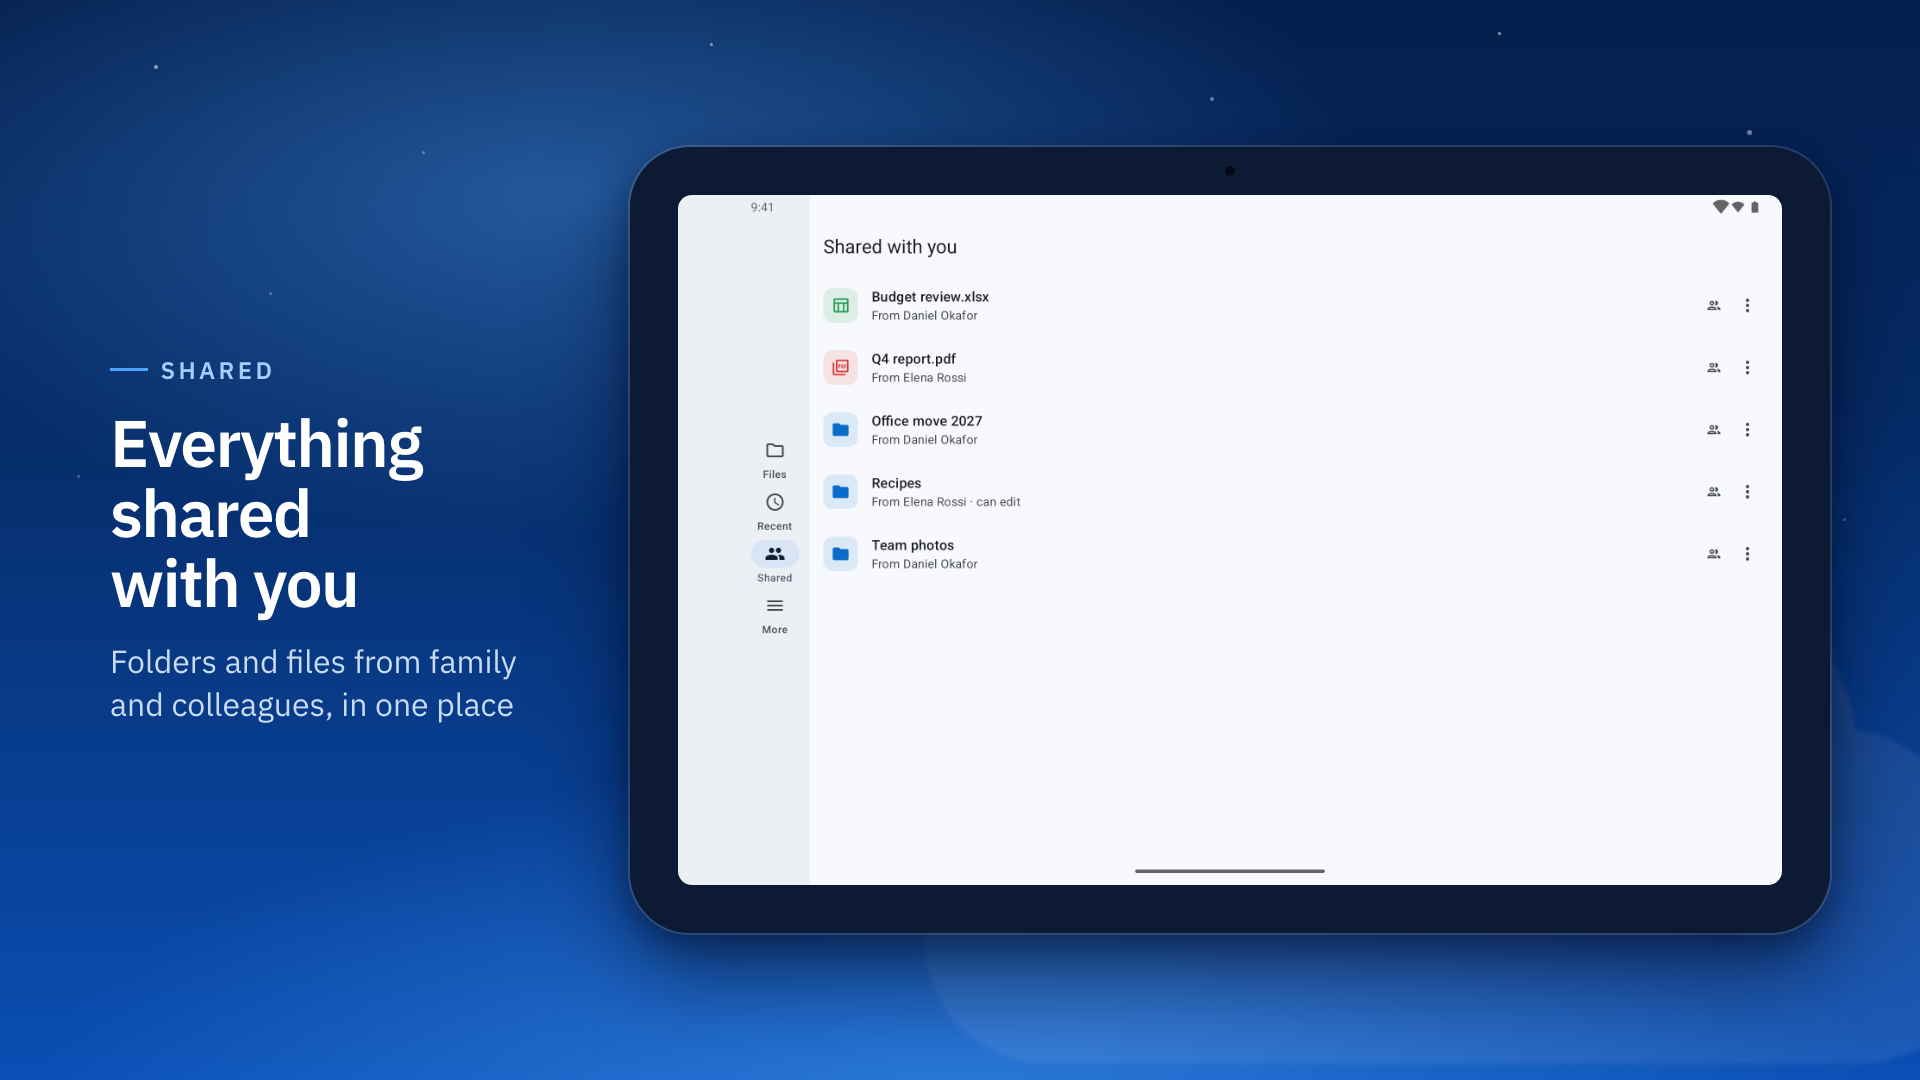 SHARED
Everything
shared
with you
Folders and files from family
and colleagues, in one place
9:41
Files
Recent
Shared
More
Shared with you
Budget review.xlsx
From Daniel Okafor
Q4 report.pdf
From Elena Rossi
Office move 2027
From Daniel Okafor
Recipes
From Elena Rossi · can edit
Team photos
From Daniel Okafor